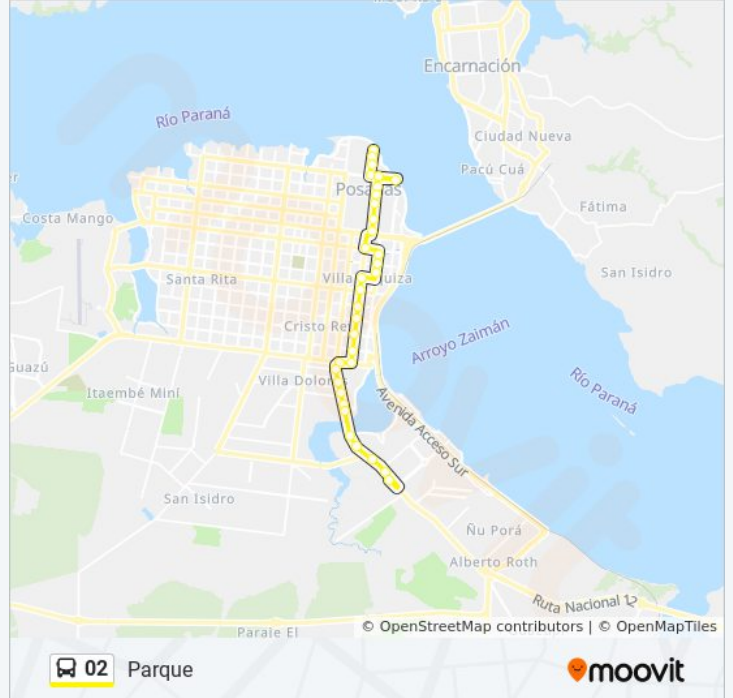 Encarnación
Río Paraná
Ciudad Nueva
Pacú Cuá
Posadas
Fátima
Costa Mango
San Isidro
Santa Rita
Villa Urquiza
Cristo Rey
Arroyo Zaimán
Río Paraná
Guazú
Itaembé Miní
Villa Dolores
Avenida Acceso Sur
San Isidro
Ñu Porá
Alberto Roth
Ruta Nacional 12
© OpenStreetMap contributors | © OpenMapTiles
Paraje El
02 Parque
moovit